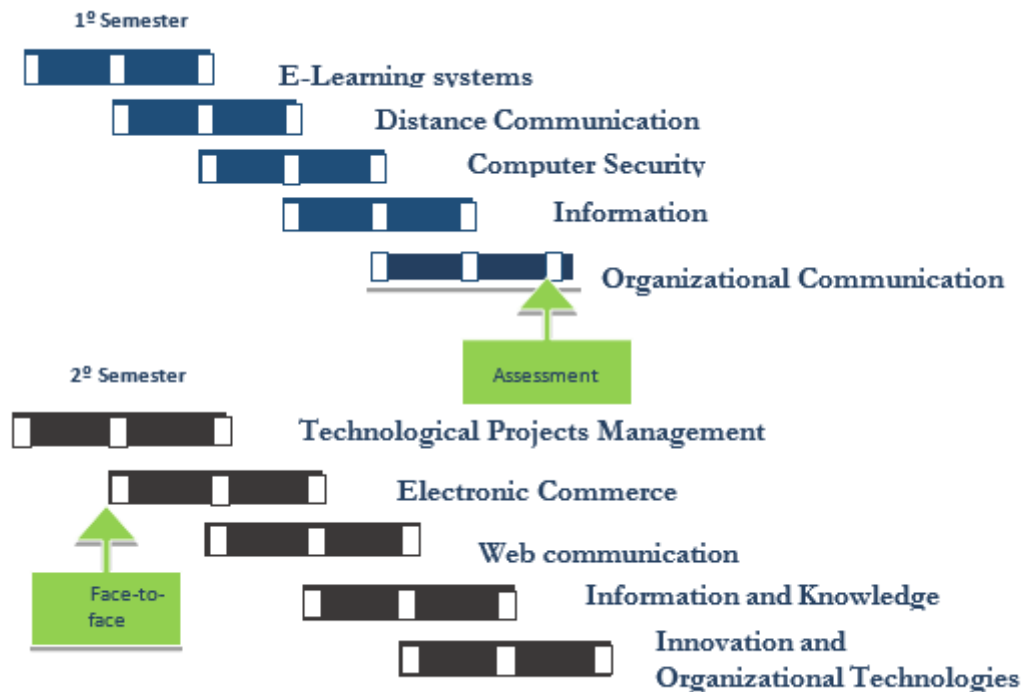 1º Semester
E-Learning systems
Distance Communication
Computer Security
Information
Organizational Communication
Assessment
2º Semester
Technological Projects Management
Electronic Commerce
Web communication
Face-to-
face
Information and Knowledge
Innovation and
Organizational Technologies